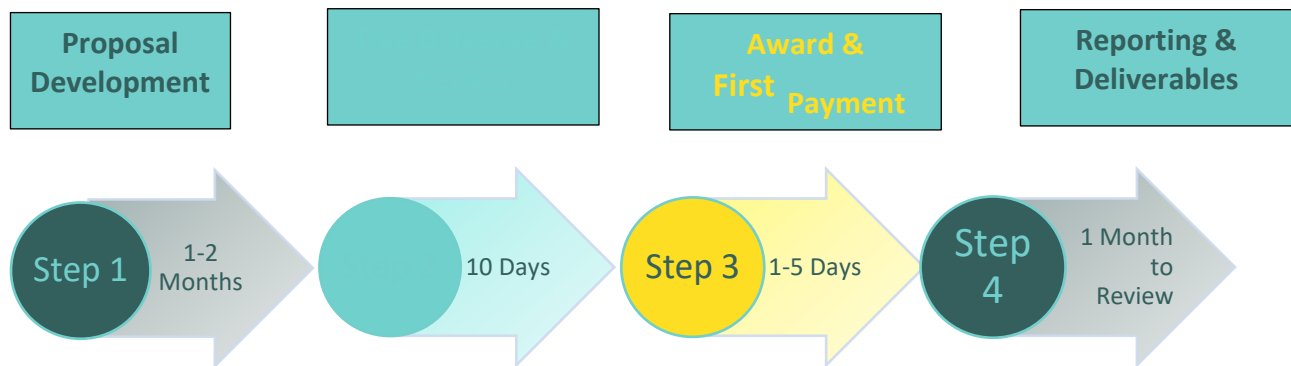 Proposal
Development
Award &
First Payment
Reporting &
Deliverables
Step 1
1-2
Months
10 Days
Step 3
1-5 Days
Step
4
1 Month
to
Review